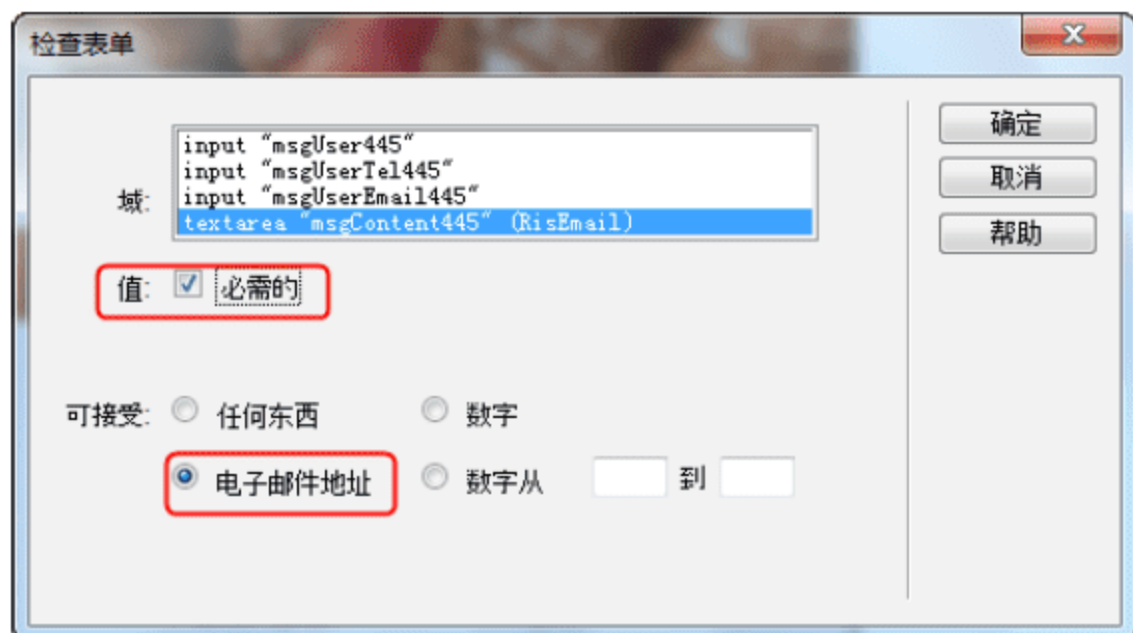 检查表单
域:
input "msgUser445"
input "msgUserTel445"
input "msgUserEmail445"
textarea "msgContent445" (RisEmail)
值: 必需的
可接受: 任何东西 数字
电子邮件地址 数字从 到
确定
取消
帮助